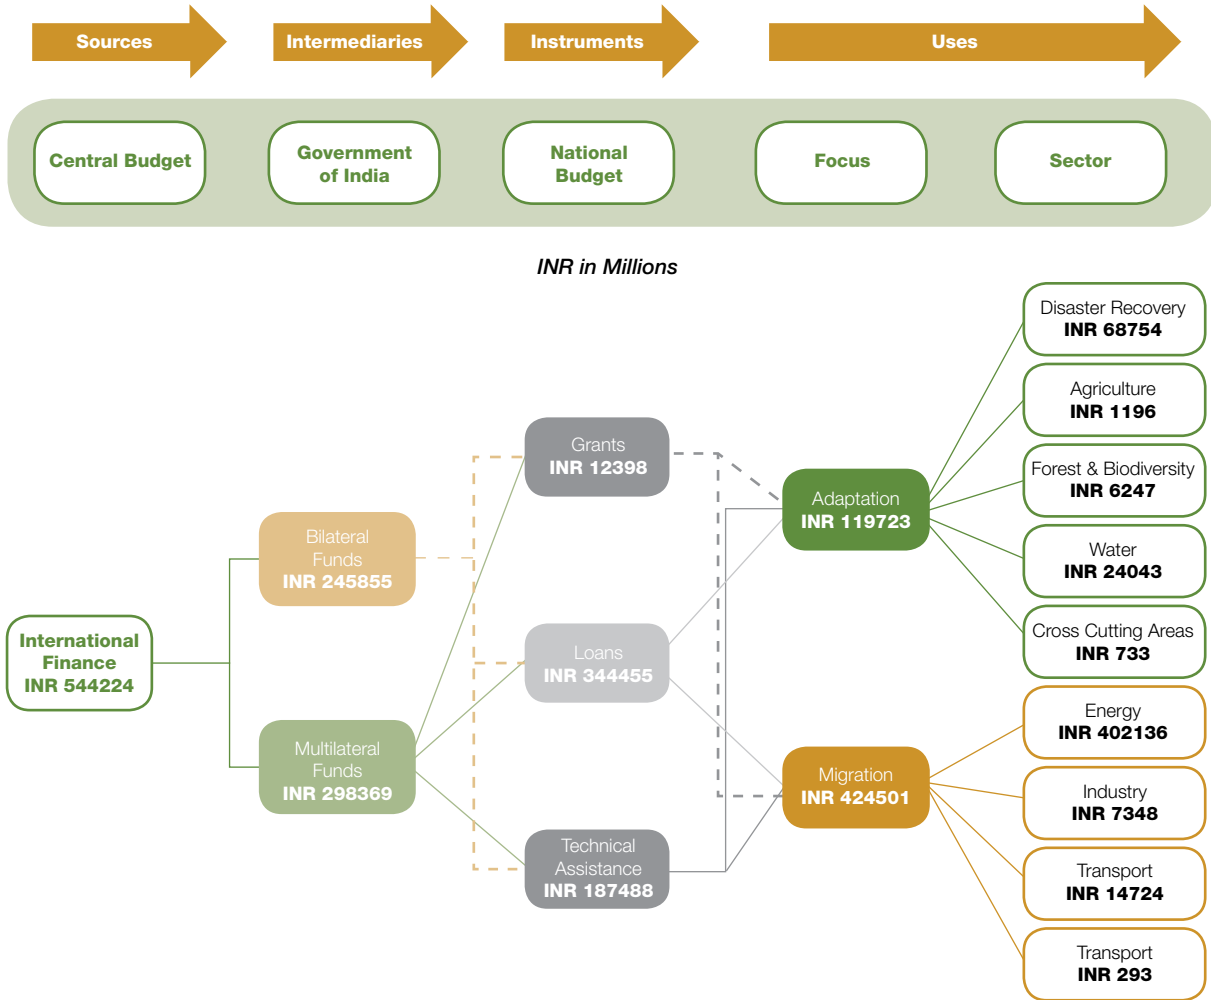 Sources
Intermediaries
Instruments
Uses
Central Budget
Government
of India
National
Budget
Focus
Sector
INR in Millions
International
Finance
INR 544224
Bilateral
Funds
INR 245855
Multilateral
Funds
INR 298369
Grants
INR 12398
Loans
INR 344455
Technical
Assistance
INR 187488
Adaptation
INR 119723
Migration
INR 424501
Disaster Recovery
INR 68754
Agriculture
INR 1196
Forest & Biodiversity
INR 6247
Water
INR 24043
Cross Cutting Areas
INR 733
Energy
INR 402136
Industry
INR 7348
Transport
INR 14724
Transport
INR 293